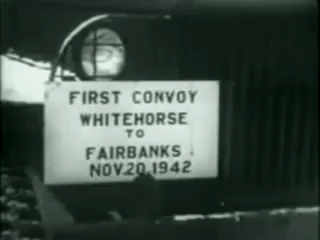 FIRST CONVOY
WHITEHORSE
TO
FAIRBANKS
NOV.20,1942